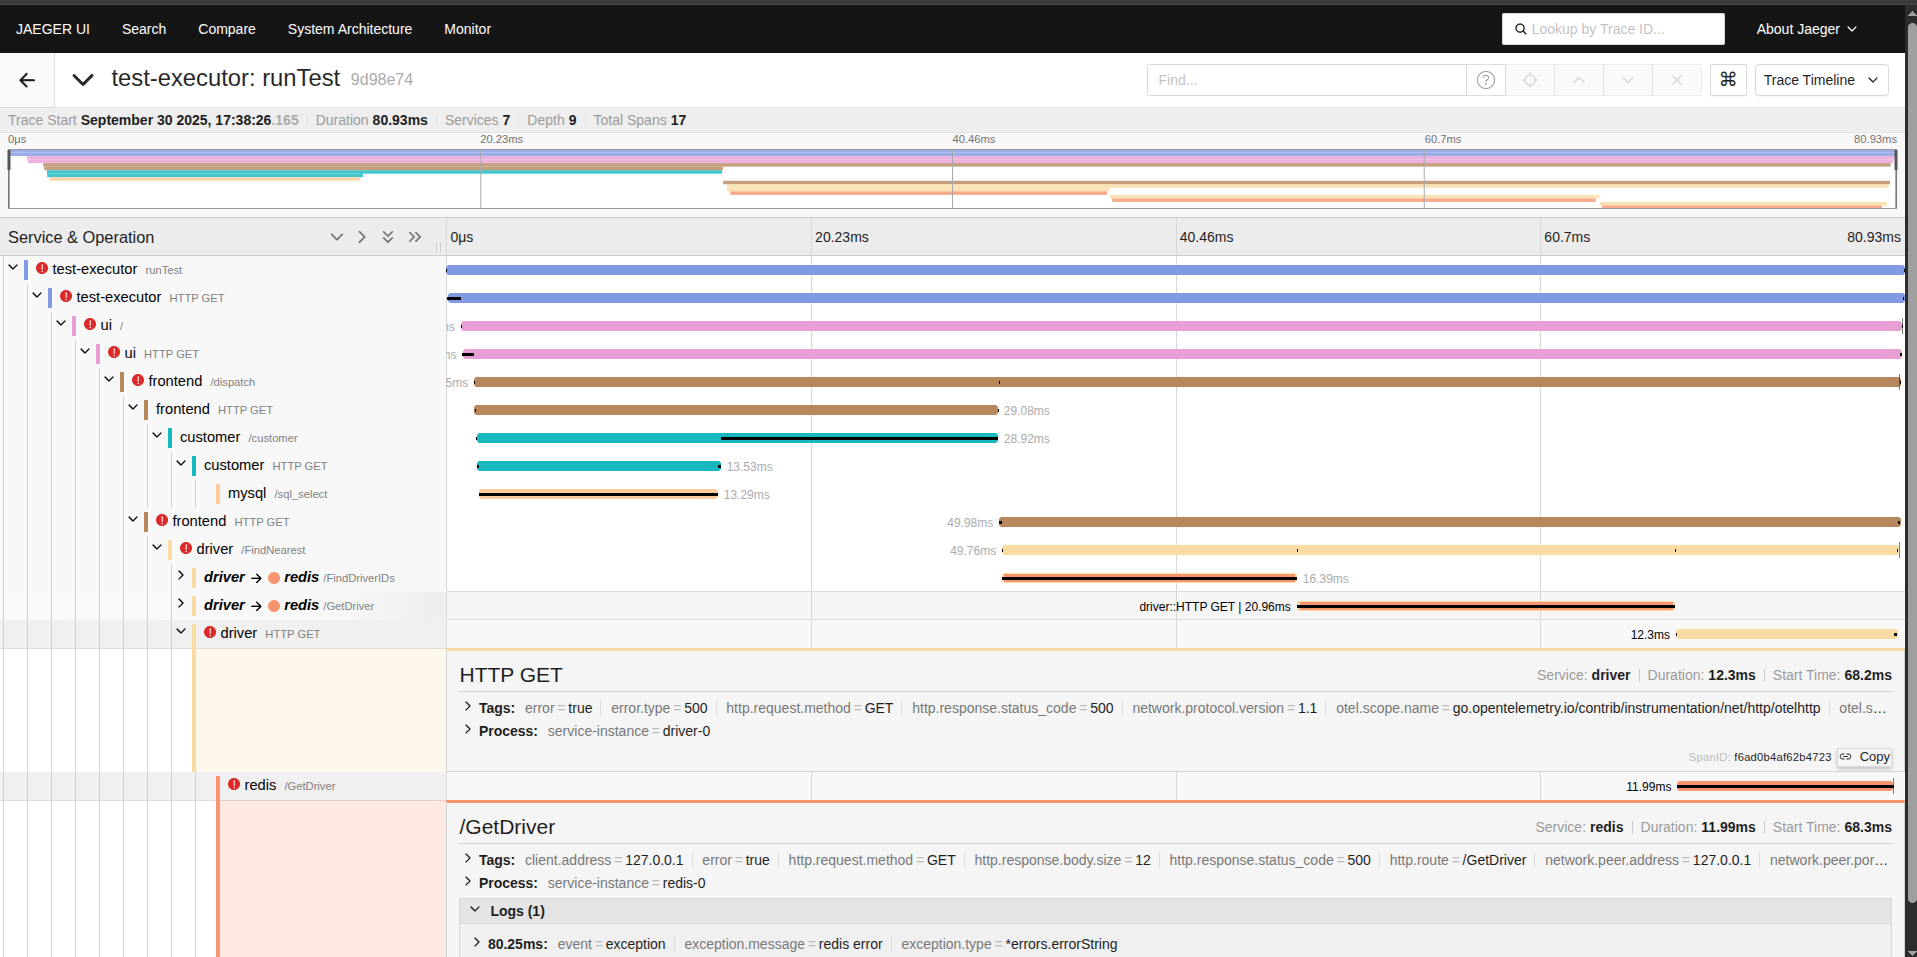 JAEGER UI Search Compare System Architecture Monitor Lookup by Trace ID... About Jaeger
test-executor: runTest 9d98e74 Find... ⌘ Trace Timeline
Trace Start September 30 2025, 17:38:26.165 Duration 80.93ms Services 7 Depth 9 Total Spans 17
0μs 20.23ms 40.46ms 60.7ms 80.93ms
Service & Operation 0μs 20.23ms 40.46ms 60.7ms 80.93ms
test-executor runTest
test-executor HTTP GET
ui /
ui HTTP GET
frontend /dispatch 5ms
frontend HTTP GET 29.08ms
customer /customer 28.92ms
customer HTTP GET 13.53ms
mysql /sql_select 13.29ms
frontend HTTP GET 49.98ms
driver /FindNearest 49.76ms
driver → redis /FindDriverIDs 16.39ms
driver → redis /GetDriver driver::HTTP GET | 20.96ms
driver HTTP GET 12.3ms
HTTP GET Service: driver Duration: 12.3ms Start Time: 68.2ms
Tags: error = true error.type = 500 http.request.method = GET http.response.status_code = 500 network.protocol.version = 1.1 otel.scope.name = go.opentelemetry.io/contrib/instrumentation/net/http/otelhttp otel.s…
Process: service-instance = driver-0
SpanID: f6ad0b4af62b4723 Copy
redis /GetDriver 11.99ms
/GetDriver Service: redis Duration: 11.99ms Start Time: 68.3ms
Tags: client.address = 127.0.0.1 error = true http.request.method = GET http.response.body.size = 12 http.response.status_code = 500 http.route = /GetDriver network.peer.address = 127.0.0.1 network.peer.por…
Process: service-instance = redis-0
Logs (1)
80.25ms: event = exception exception.message = redis error exception.type = *errors.errorString